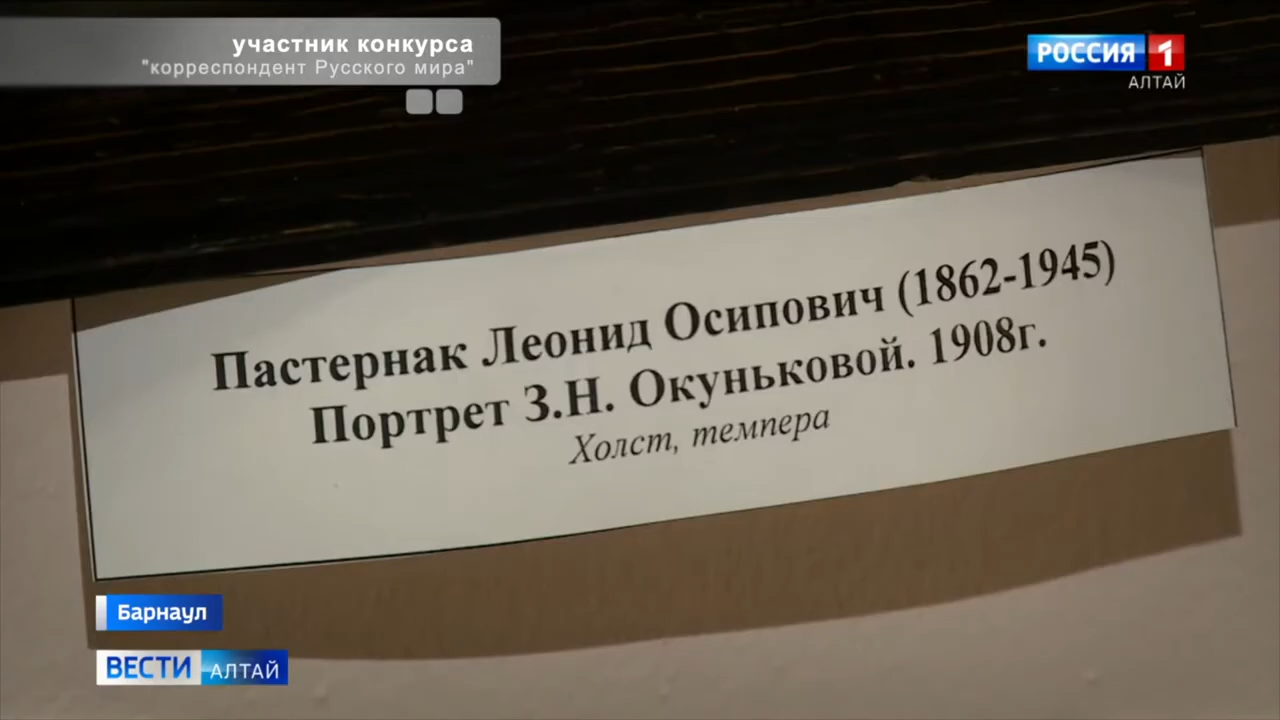 участник конкурса
"корреспондент Русского мира"
РОССИЯ 1
АЛТАЙ
Пастернак Леонид Осипович (1862-1945)
Портрет З.Н. Окуньковой. 1908г.
Холст, темпера
Барнаул
ВЕСТИ АЛТАЙ